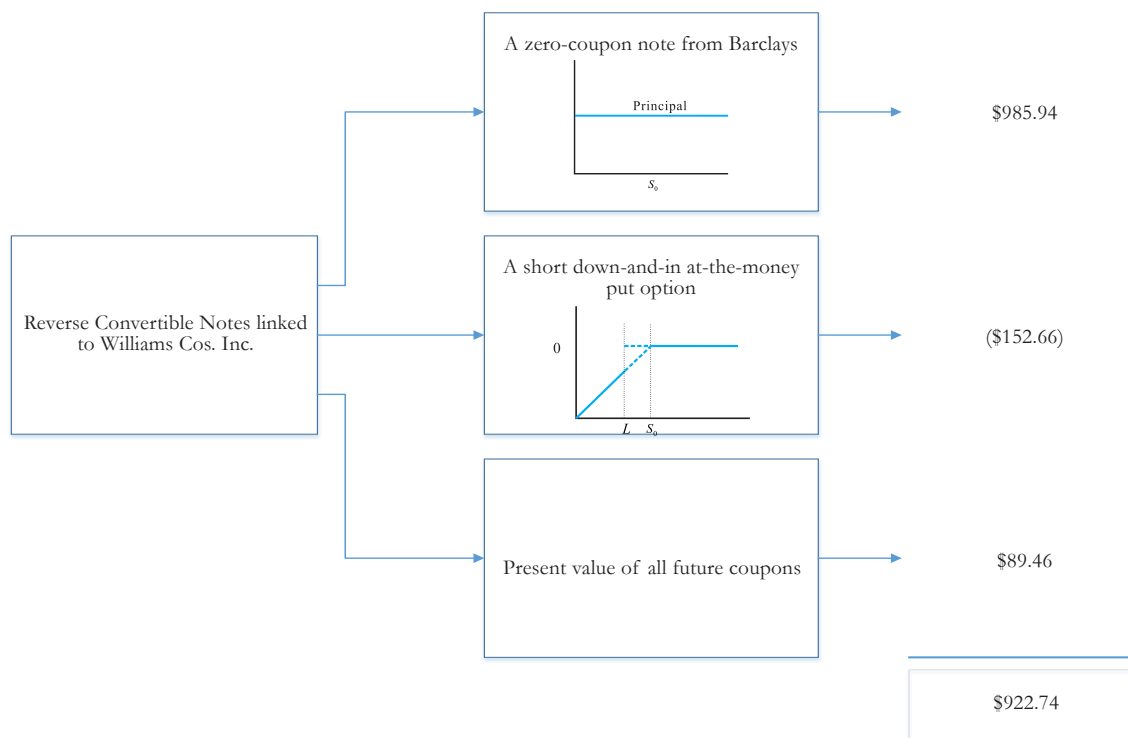 A zero-coupon note from Barclays
Principal
S₀
$985.94
Reverse Convertible Notes linked
to Williams Cos. Inc.
A short down-and-in at-the-money
put option
0
L S₀
($152.66)
Present value of all future coupons
$89.46
$922.74